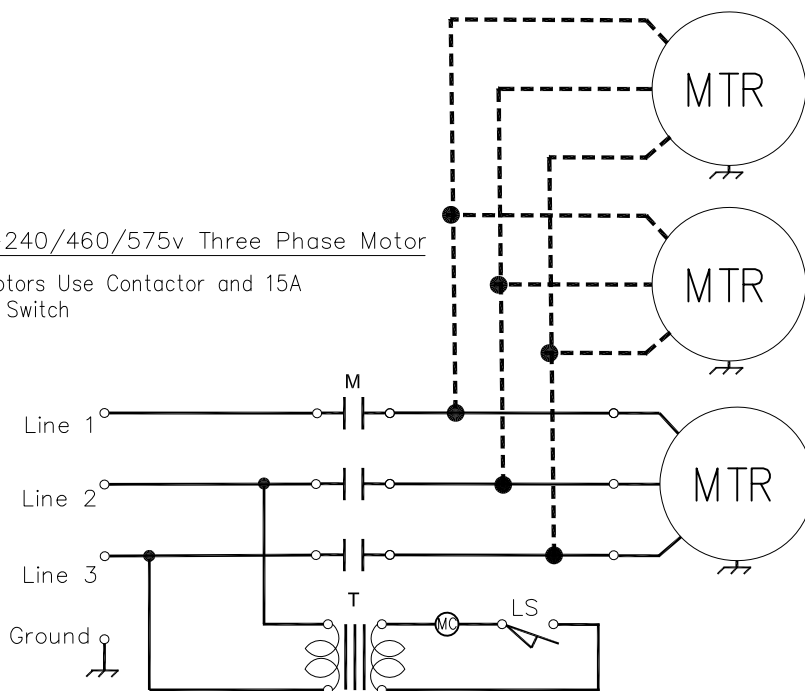 MTR
MTR
-240/460/575v Three Phase Motor
otors Use Contactor and 15A
Switch
M
Line 1
Line 2
MTR
Line 3
T
LS
MC
Ground